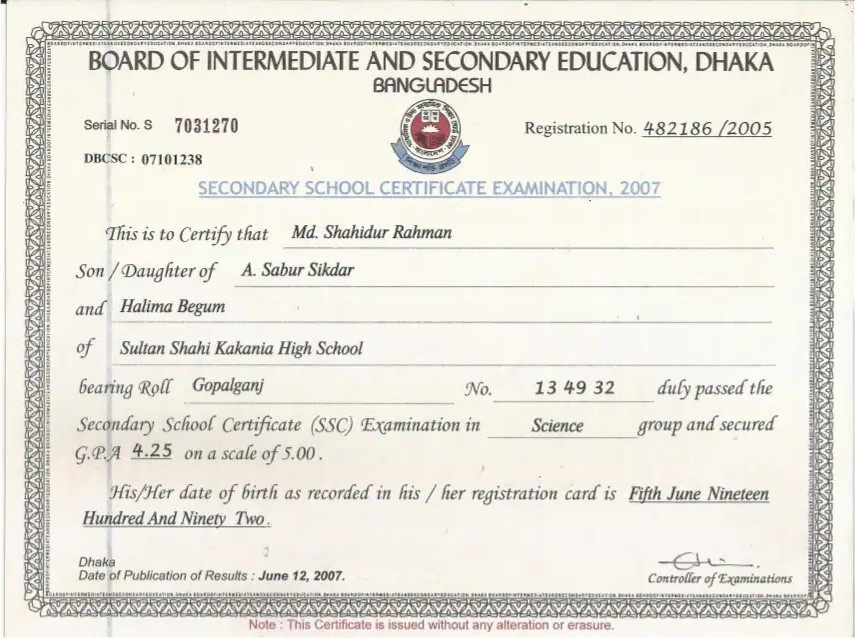 BOARD OF INTERMEDIATE AND SECONDARY EDUCATION, DHAKA
BANGLADESH
Serial No. S 7031270
Registration No. 482186 /2005
DBCSC : 07101238
SECONDARY SCHOOL CERTIFICATE EXAMINATION, 2007
This is to Certify that Md. Shahidur Rahman
Son / Daughter of A. Sabur Sikdar
and Halima Begum
of Sultan Shahi Kakania High School
bearing Roll Gopalganj No. 13 49 32 duly passed the
Secondary School Certificate (SSC) Examination in Science group and secured
G.P.A 4.25 on a scale of 5.00 .
His/Her date of birth as recorded in his / her registration card is Fifth June Nineteen
Hundred And Ninety Two.
Dhaka
Date of Publication of Results : June 12, 2007.
Controller of Examinations
Note : This Certificate is issued without any alteration or erasure.